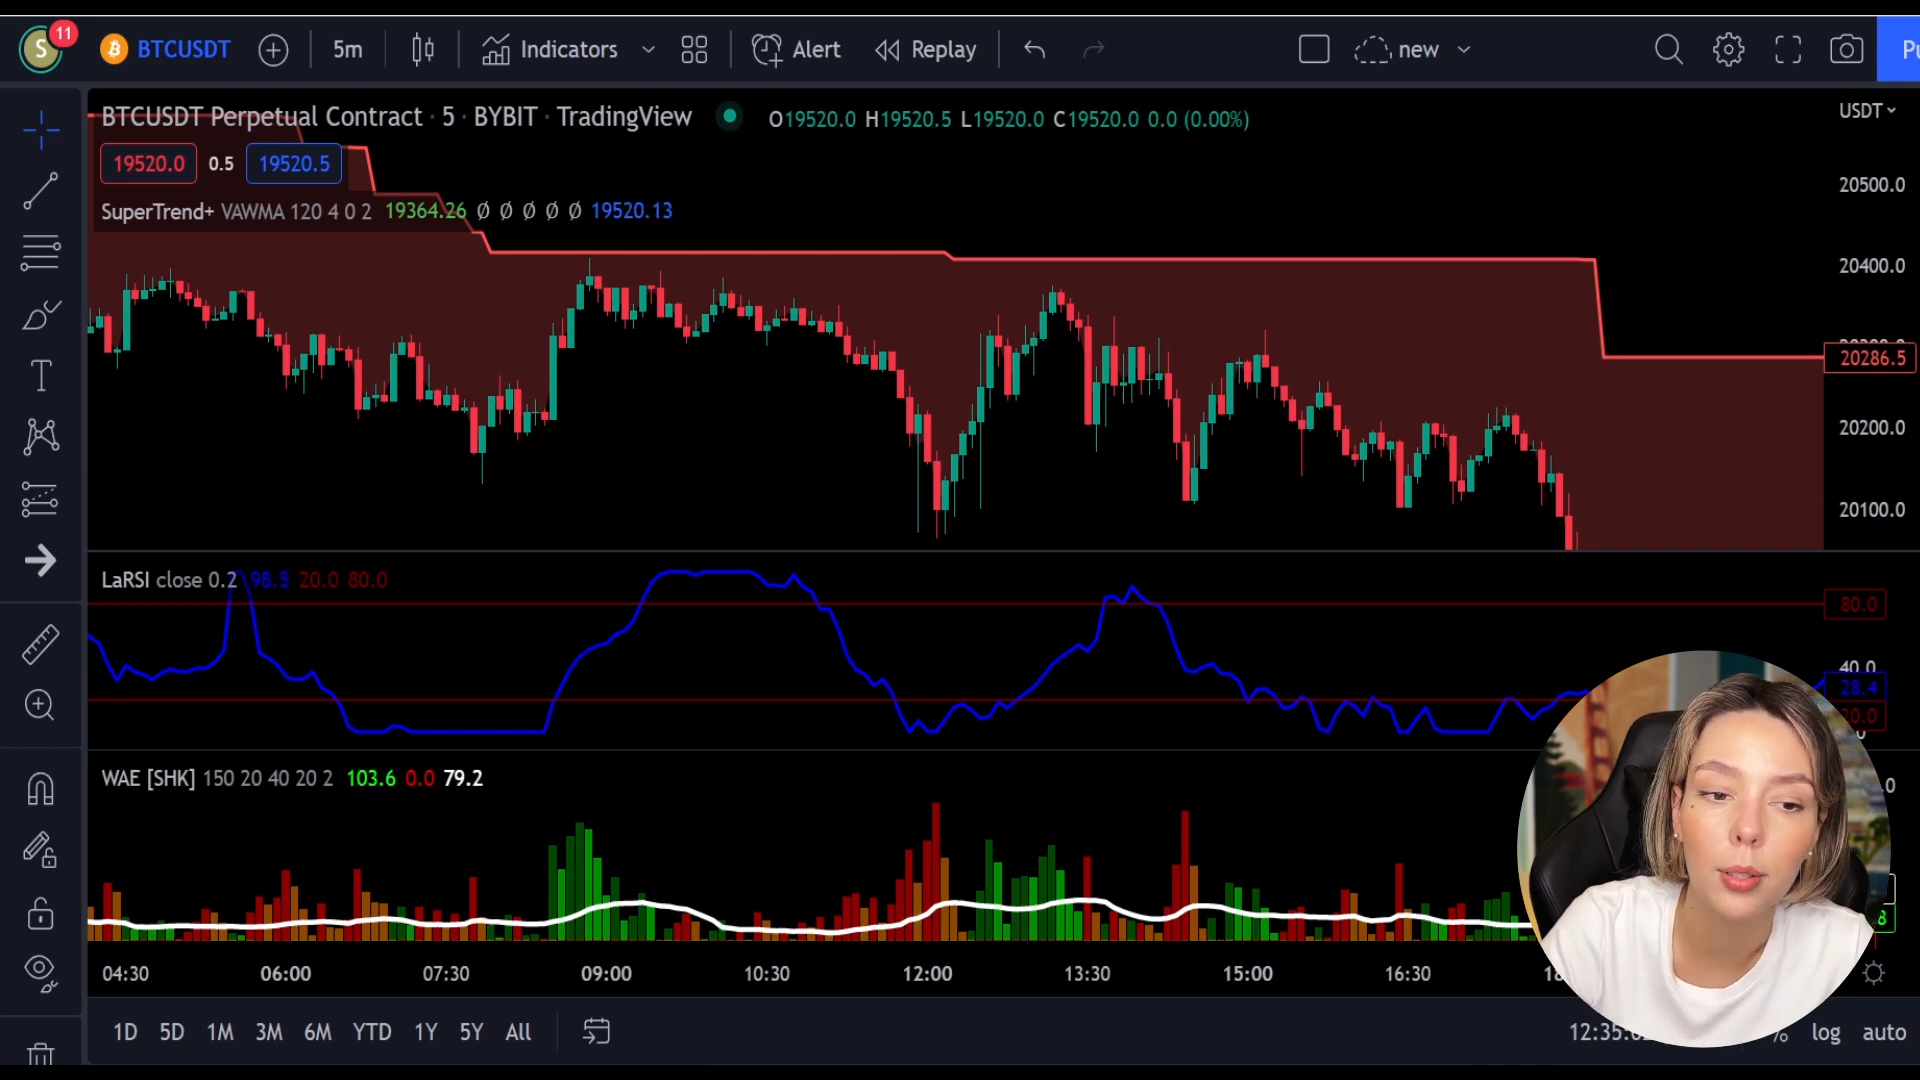 S 11 BTCUSDT 5m Indicators Alert Replay new
BTCUSDT Perpetual Contract · 5 · BYBIT · TradingView O19520.0 H19520.5 L19520.0 C19520.0 0.0 (0.00%) USDT
19520.0 0.5 19520.5
SuperTrend+ VAWMA 120 4 0 2 19364.26 Ø Ø Ø Ø Ø 19520.13
20500.0
20400.0
20286.5
20200.0
20100.0
LaRSI close 0.2 98.5 20.0 80.0
80.0
40.0
28.4
WAE [SHK] 150 20 40 20 2 103.6 0.0 79.2
04:30 06:00 07:30 09:00 10:30 12:00 13:30 15:00 16:30
1D 5D 1M 3M 6M YTD 1Y 5Y All % log auto